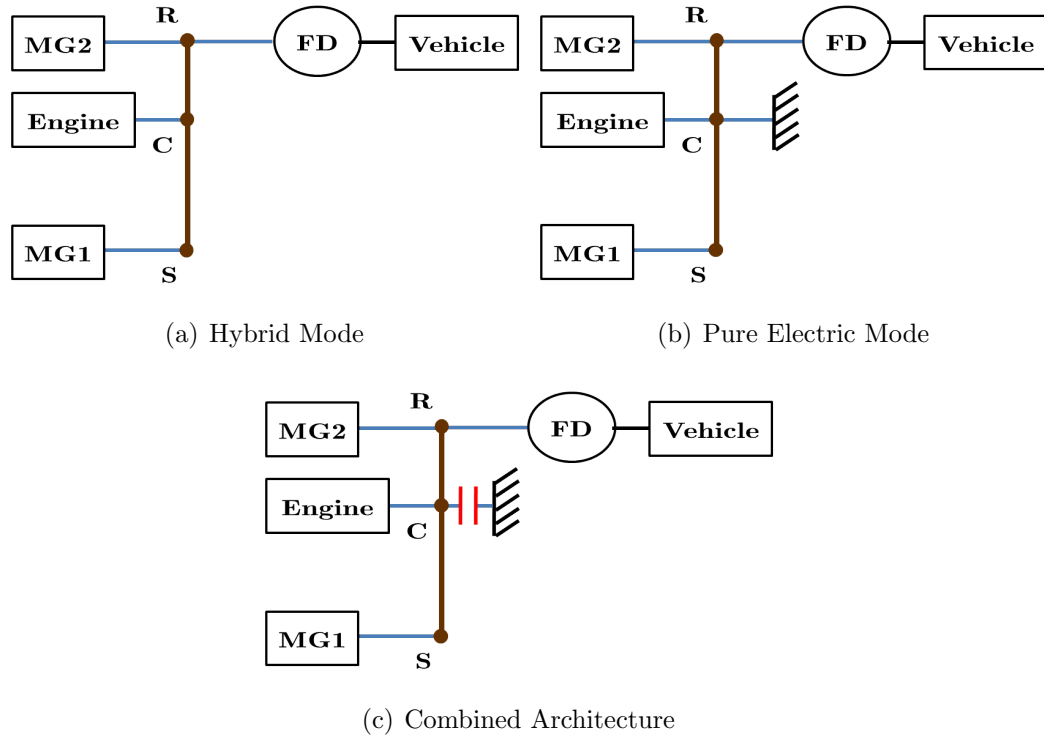 R
MG2
FD
Vehicle
Engine
C
MG1
S
(a) Hybrid Mode
R
MG2
FD
Vehicle
Engine
C
MG1
S
(b) Pure Electric Mode
R
MG2
FD
Vehicle
Engine
C
MG1
S
(c) Combined Architecture